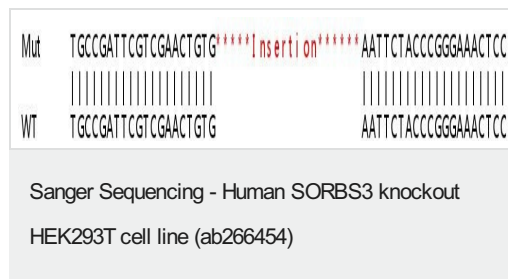 Mut TGCCGATTCGTCGAACTGTG*****Insertion******AATTCTACCCGGGAAACTCC
||||||||||||||||||||                      ||||||||||||||||||||
WT TGCCGATTCGTCGAACTGTG AATTCTACCCGGGAAACTCC
Sanger Sequencing - Human SORBS3 knockout
HEK293T cell line (ab266454)